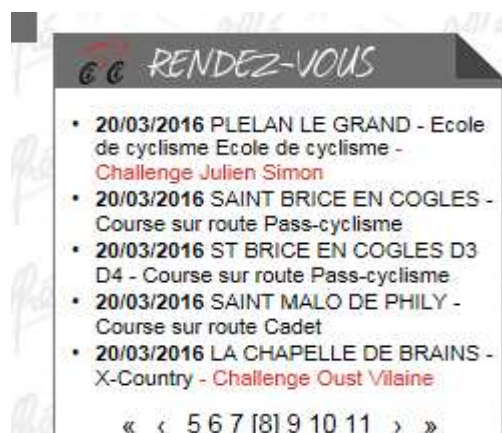 RENDEZ-VOUS
• 20/03/2016 PLELAN LE GRAND - Ecole
de cyclisme Ecole de cyclisme -
Challenge Julien Simon
• 20/03/2016 SAINT BRICE EN COGLES -
Course sur route Pass-cyclisme
• 20/03/2016 ST BRICE EN COGLES D3
D4 - Course sur route Pass-cyclisme
• 20/03/2016 SAINT MALO DE PHILY -
Course sur route Cadet
• 20/03/2016 LA CHAPELLE DE BRAINS -
X-Country - Challenge Oust Vilaine
« ‹ 5 6 7 [8] 9 10 11 › »